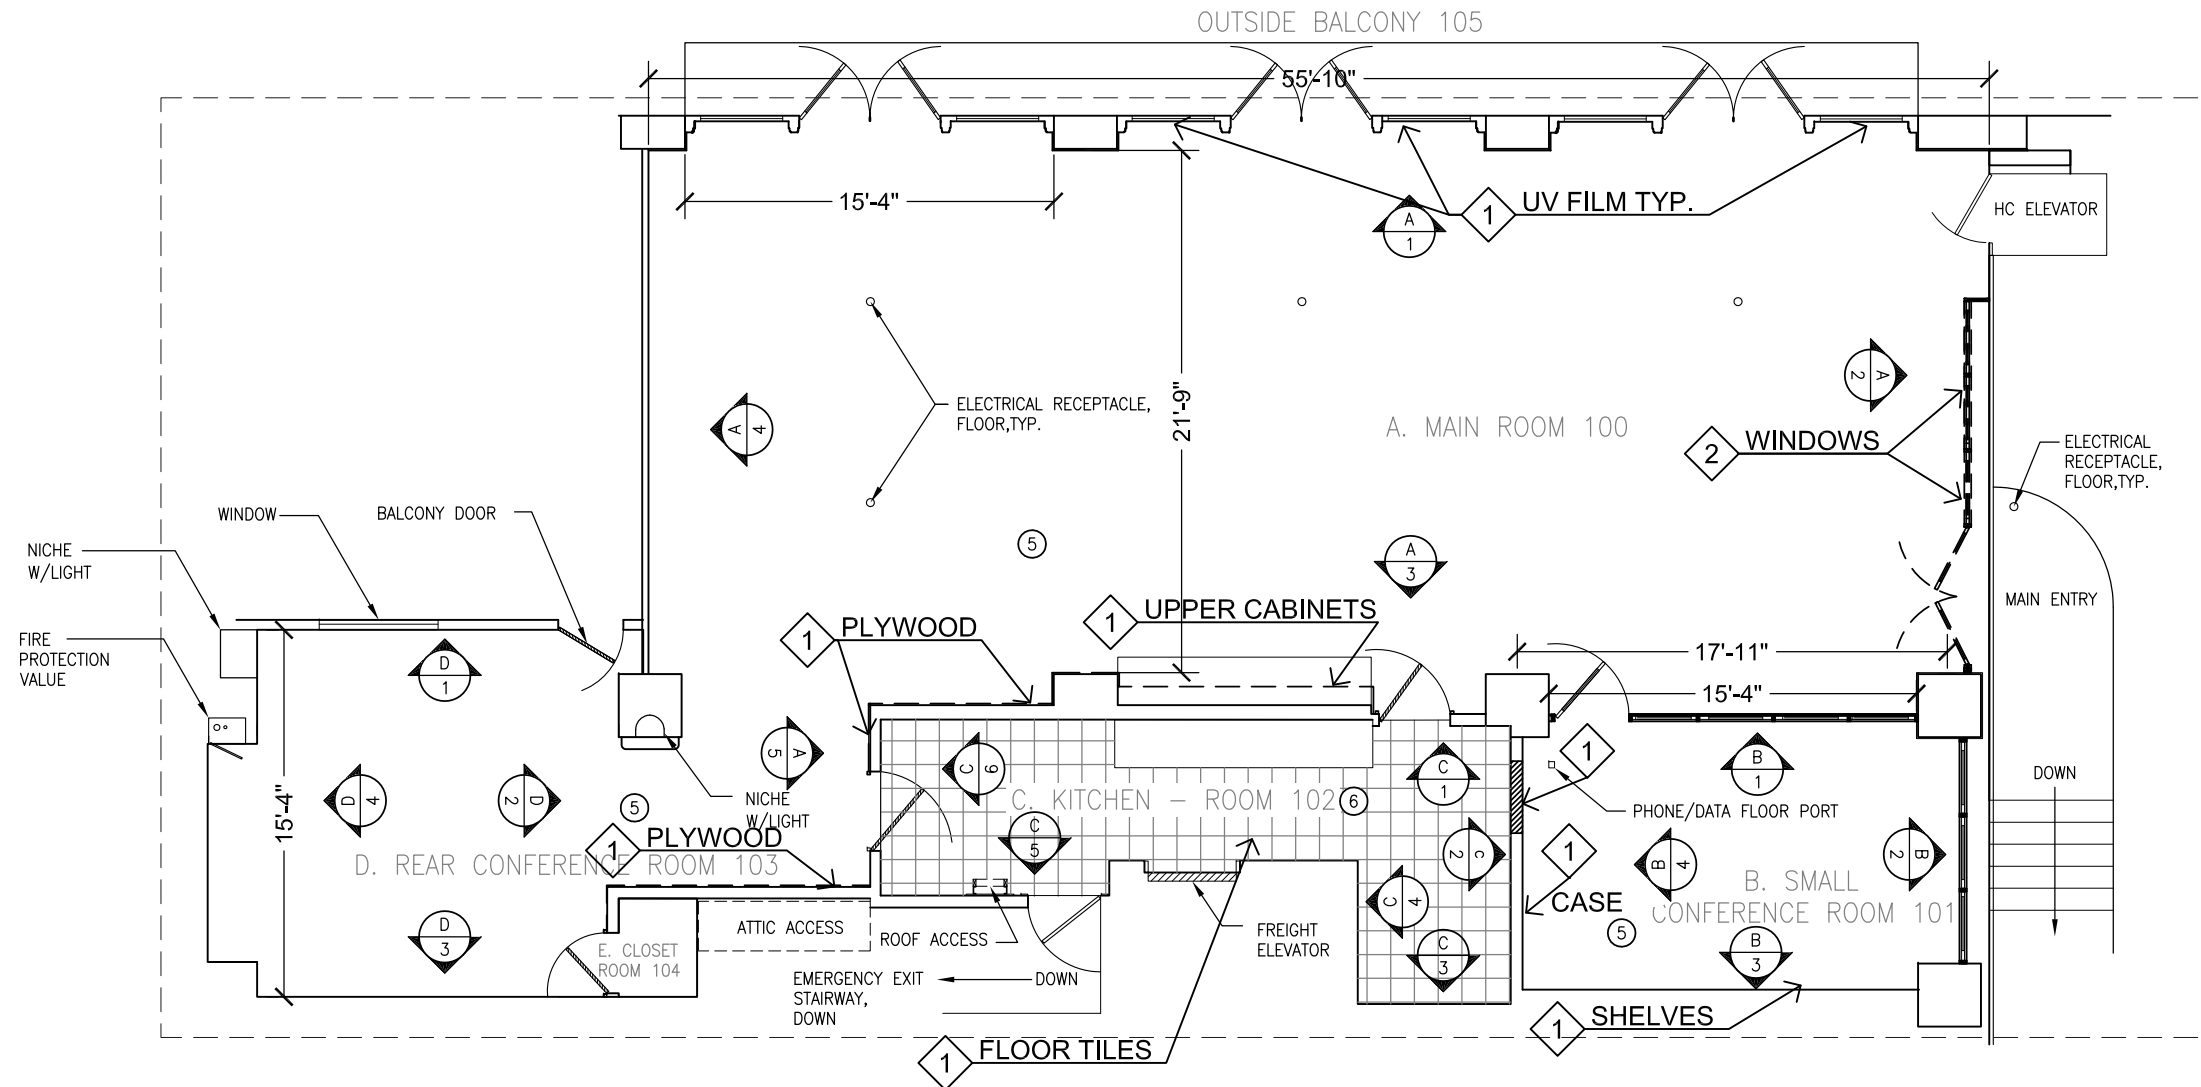 OUTSIDE BALCONY 105
55'-10"
15'-4"
1 UV FILM TYP.
HC ELEVATOR
A
1
21'-9"
A
2
ELECTRICAL RECEPTACLE,
FLOOR,TYP.
A
4
A. MAIN ROOM 100
2 WINDOWS
ELECTRICAL
RECEPTACLE,
FLOOR,TYP.
WINDOW
BALCONY DOOR
NICHE
W/LIGHT
5
A
3
MAIN ENTRY
1 PLYWOOD
1 UPPER CABINETS
FIRE
PROTECTION
VALUE
D
1
17'-11"
15'-4"
A
5
C
6
C
1
1
B
1
DOWN
15'-4"
D
4
D
2
5
NICHE
W/LIGHT
C. KITCHEN - ROOM 102
6
PHONE/DATA FLOOR PORT
1 PLYWOOD
C
5
c
2
1
B
4
B
2
D. REAR CONFERENCE ROOM 103
C
4
CASE
B. SMALL
CONFERENCE ROOM 101
5
D
3
E. CLOSET
ROOM 104
ATTIC ACCESS
ROOF ACCESS
FREIGHT
ELEVATOR
C
3
B
3
EMERGENCY EXIT
STAIRWAY,
DOWN
DOWN
1 SHELVES
1 FLOOR TILES